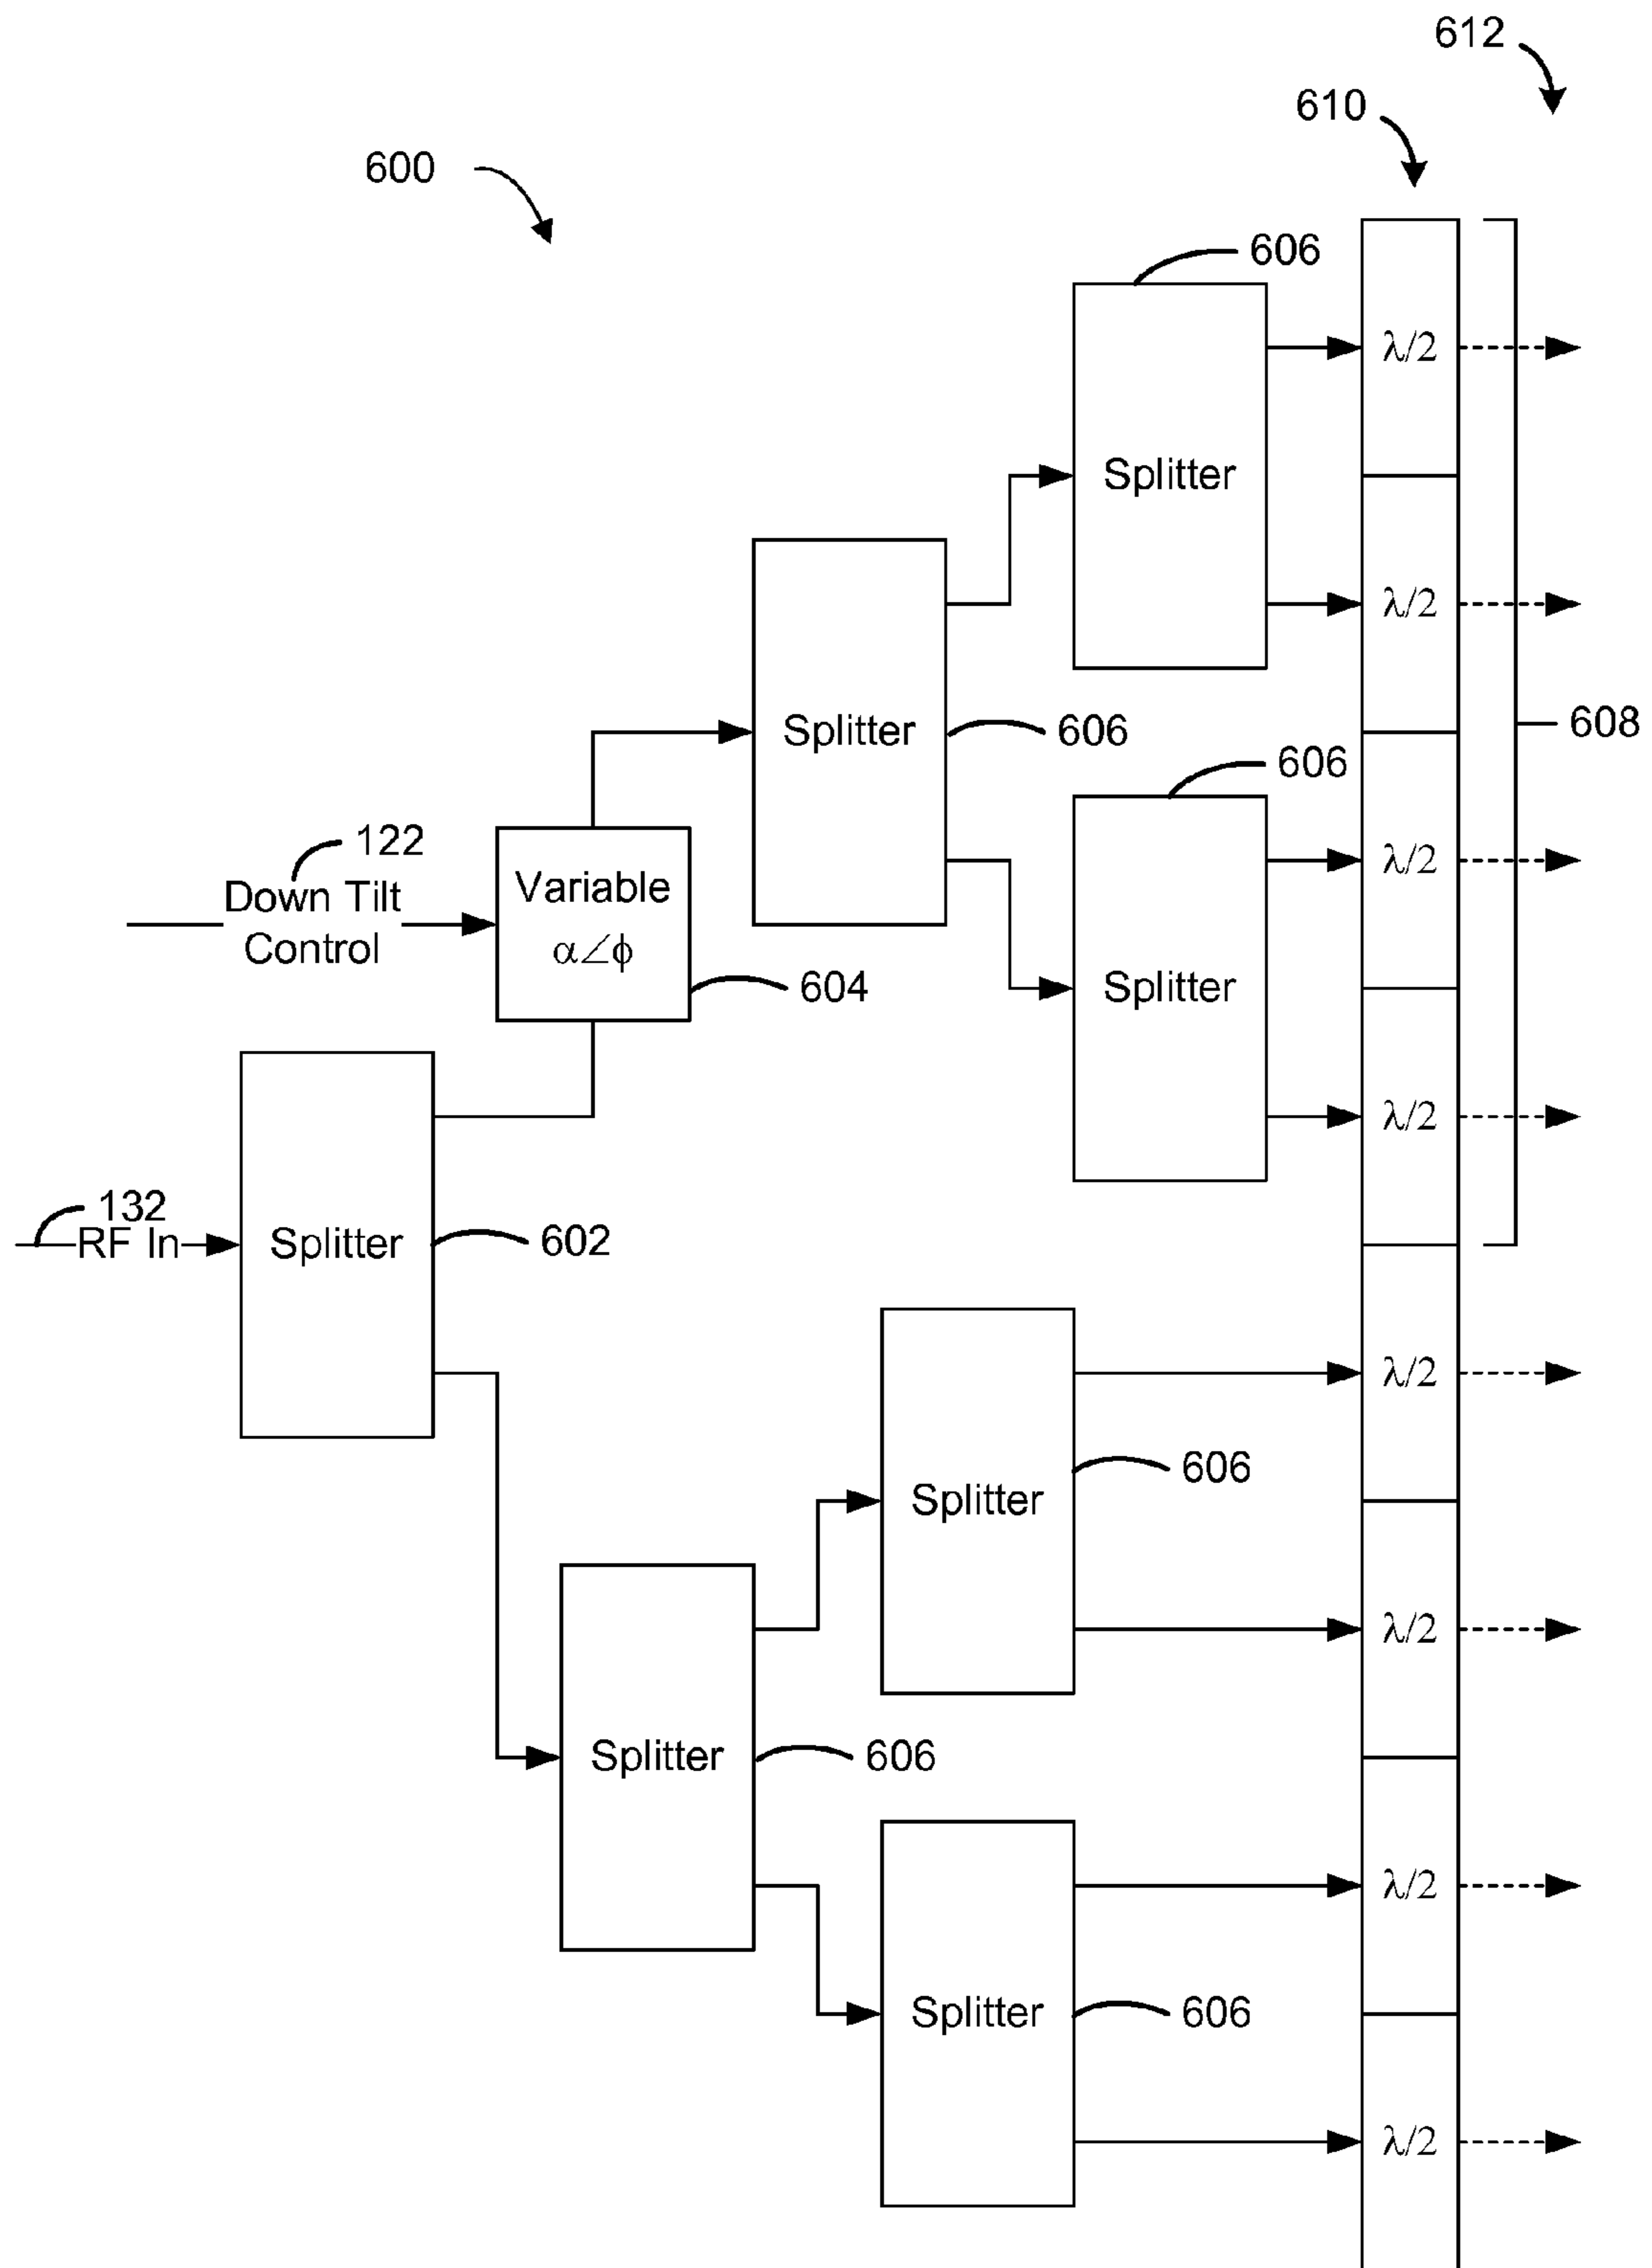 612
610
600
606
λ/2
Splitter
λ/2
608
Splitter
606
606
122
Down Tilt
Control
Variable
α∠ϕ
λ/2
604
Splitter
λ/2
132
RF In
Splitter
602
λ/2
606
Splitter
λ/2
Splitter
606
λ/2
Splitter
606
λ/2